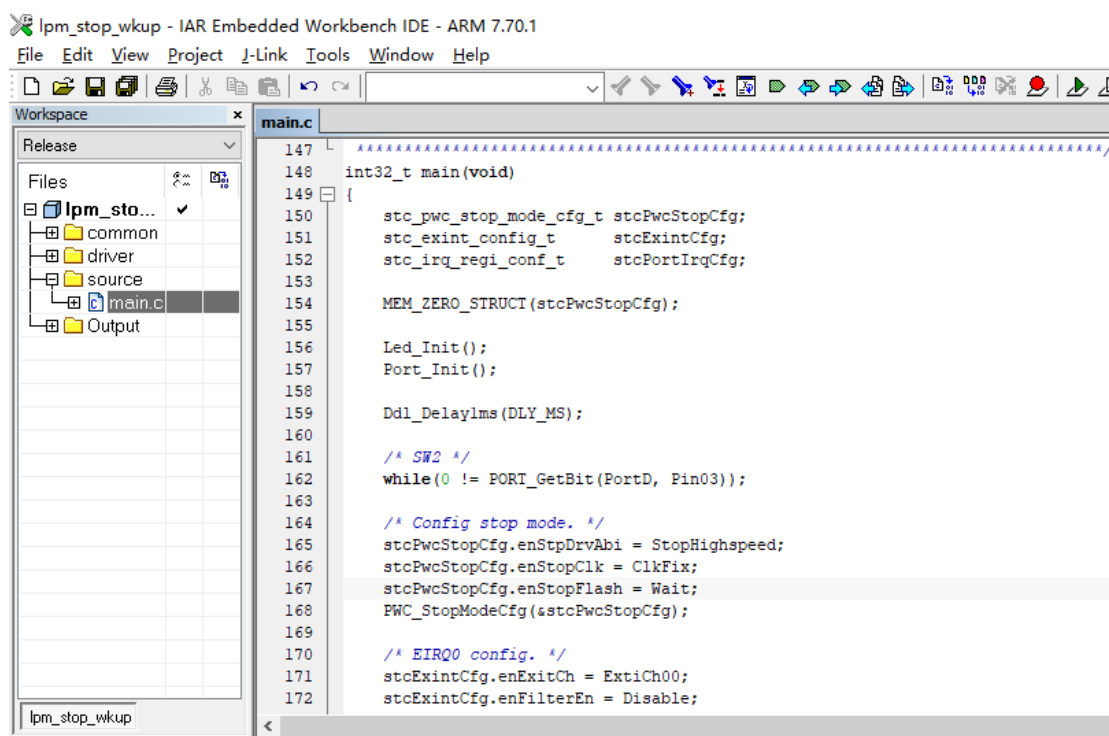 lpm_stop_wkup - IAR Embedded Workbench IDE - ARM 7.70.1
File Edit View Project J-Link Tools Window Help
Workspace
Release
Files
lpm_sto...
common
driver
source
main.c
Output
lpm_stop_wkup
main.c
147 *****************************************************************************/
148 int32_t main(void)
149 {
150 stc_pwc_stop_mode_cfg_t stcPwcStopCfg;
151 stc_exint_config_t stcExintCfg;
152 stc_irq_regi_conf_t stcPortIrqCfg;
153
154 MEM_ZERO_STRUCT(stcPwcStopCfg);
155
156 Led_Init();
157 Port_Init();
158
159 Ddl_Delay1ms(DLY_MS);
160
161 /* SW2 */
162 while(0 != PORT_GetBit(PortD, Pin03));
163
164 /* Config stop mode. */
165 stcPwcStopCfg.enStpDrvAbi = StopHighspeed;
166 stcPwcStopCfg.enStopClk = ClkFix;
167 stcPwcStopCfg.enStopFlash = Wait;
168 PWC_StopModeCfg(&stcPwcStopCfg);
169
170 /* EIRQ0 config. */
171 stcExintCfg.enExitCh = ExtiCh00;
172 stcExintCfg.enFilterEn = Disable;